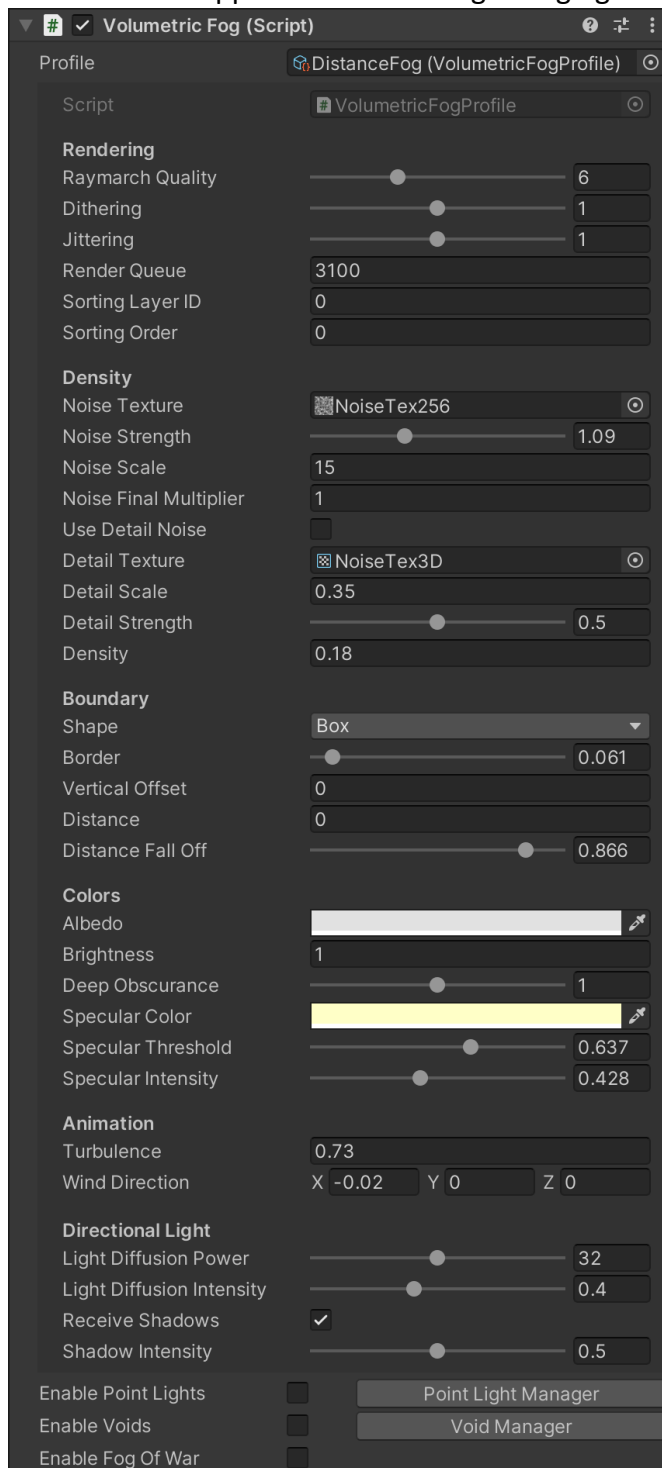 Volumetric Fog (Script)
Profile DistanceFog (VolumetricFogProfile)
Script VolumetricFogProfile
Rendering
Raymarch Quality 6
Dithering 1
Jittering 1
Render Queue 3100
Sorting Layer ID 0
Sorting Order 0
Density
Noise Texture NoiseTex256
Noise Strength 1.09
Noise Scale 15
Noise Final Multiplier 1
Use Detail Noise
Detail Texture NoiseTex3D
Detail Scale 0.35
Detail Strength 0.5
Density 0.18
Boundary
Shape Box
Border 0.061
Vertical Offset 0
Distance 0
Distance Fall Off 0.866
Colors
Albedo
Brightness 1
Deep Obscurance 1
Specular Color
Specular Threshold 0.637
Specular Intensity 0.428
Animation
Turbulence 0.73
Wind Direction X -0.02 Y 0 Z 0
Directional Light
Light Diffusion Power 32
Light Diffusion Intensity 0.4
Receive Shadows
Shadow Intensity 0.5
Enable Point Lights Point Light Manager
Enable Voids Void Manager
Enable Fog Of War